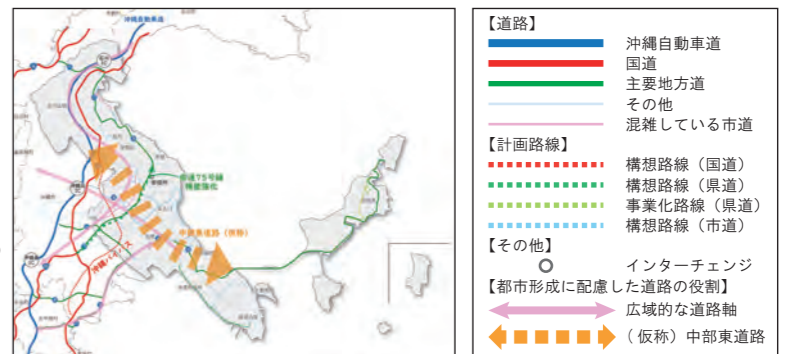 沖縄自動車道
県道75号線
機能強化
中部東道路（仮称）
沖縄バイパス
【道路】
沖縄自動車道
国道
主要地方道
その他
混雑している市道
【計画路線】
構想路線（国道）
構想路線（県道）
事業化路線（県道）
構想路線（市道）
【その他】
インターチェンジ
【都市形成に配慮した道路の役割】
広域的な道路軸
（仮称）中部東道路